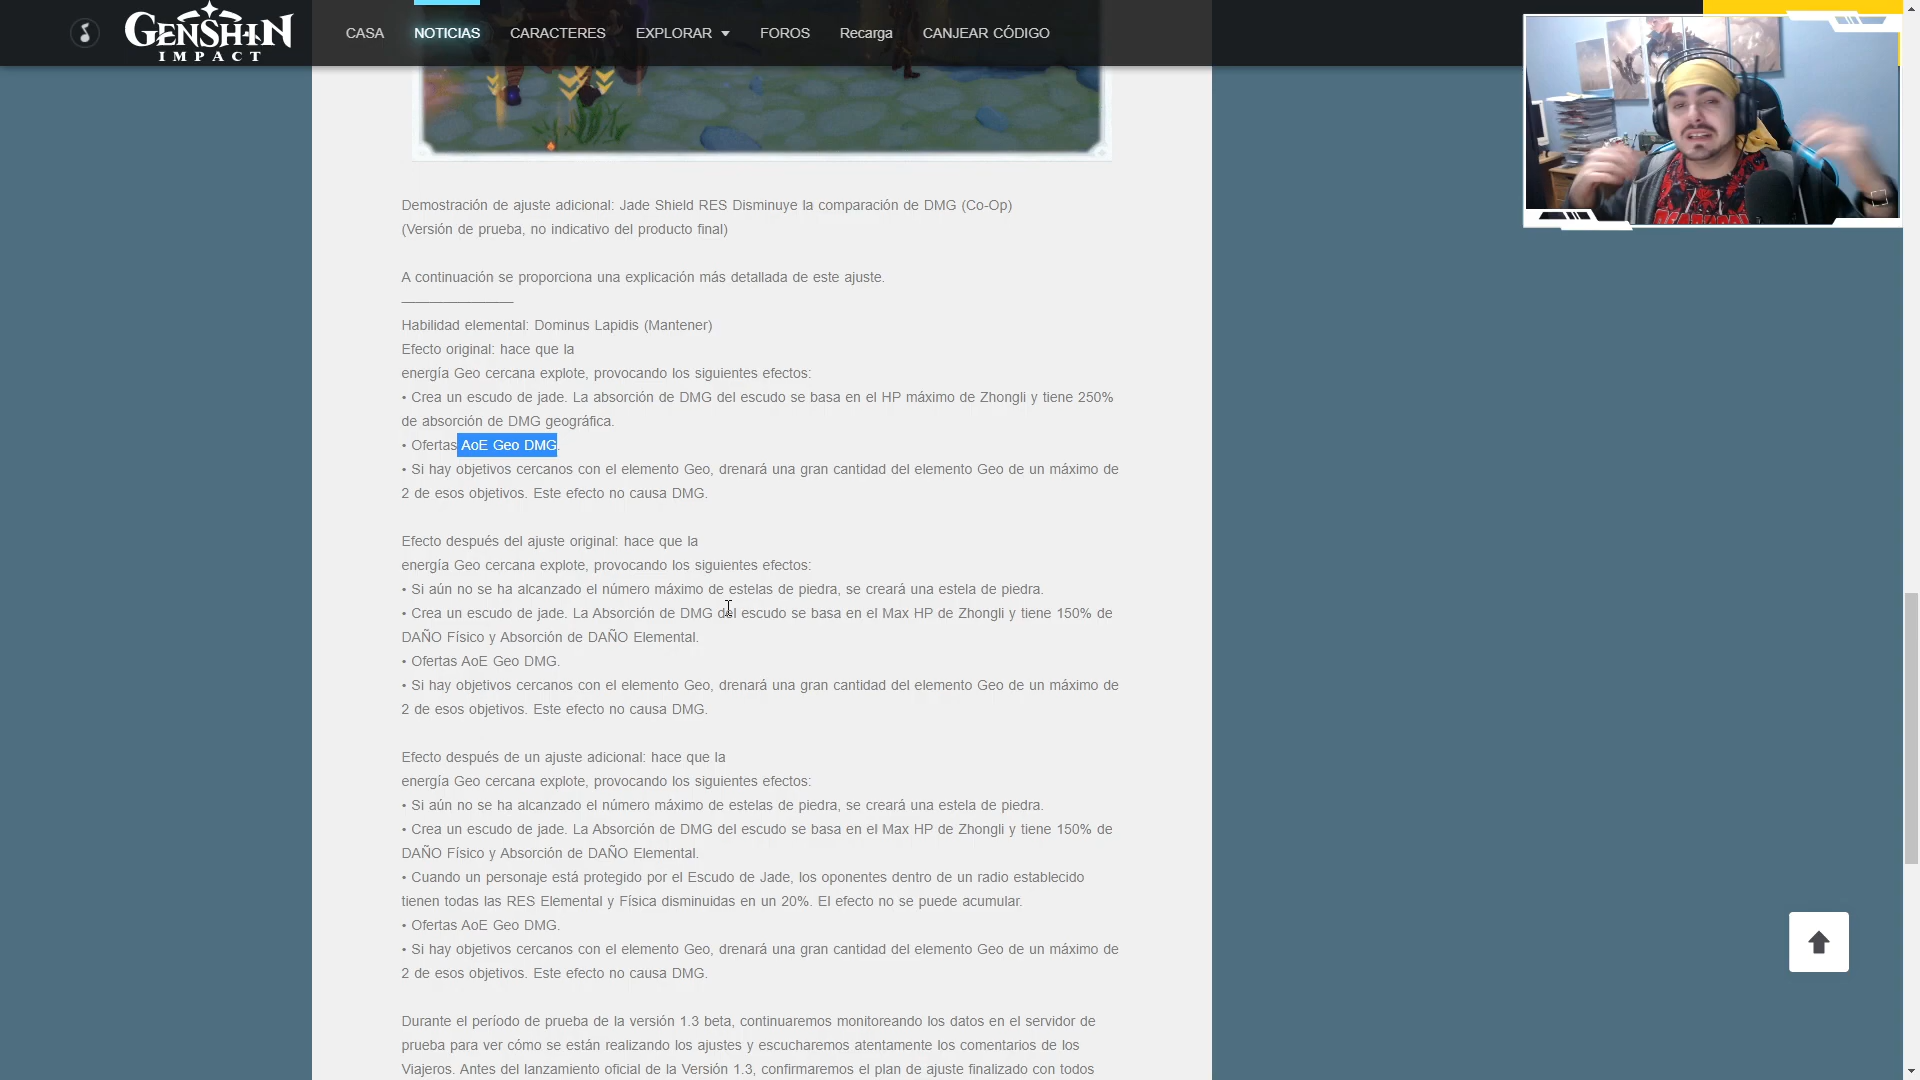 GENSHIN
IMPACT
CASA NOTICIAS CARACTERES EXPLORAR FOROS Recarga CANJEAR CÓDIGO
Demostración de ajuste adicional: Jade Shield RES Disminuye la comparación de DMG (Co-Op)
(Versión de prueba, no indicativo del producto final)
A continuación se proporciona una explicación más detallada de este ajuste.
————————
Habilidad elemental: Dominus Lapidis (Mantener)
Efecto original: hace que la
energía Geo cercana explote, provocando los siguientes efectos:
• Crea un escudo de jade. La absorción de DMG del escudo se basa en el HP máximo de Zhongli y tiene 250%
de absorción de DMG geográfica.
• Ofertas AoE Geo DMG.
• Si hay objetivos cercanos con el elemento Geo, drenará una gran cantidad del elemento Geo de un máximo de
2 de esos objetivos. Este efecto no causa DMG.
Efecto después del ajuste original: hace que la
energía Geo cercana explote, provocando los siguientes efectos:
• Si aún no se ha alcanzado el número máximo de estelas de piedra, se creará una estela de piedra.
• Crea un escudo de jade. La Absorción de DMG del escudo se basa en el Max HP de Zhongli y tiene 150% de
DAÑO Físico y Absorción de DAÑO Elemental.
• Ofertas AoE Geo DMG.
• Si hay objetivos cercanos con el elemento Geo, drenará una gran cantidad del elemento Geo de un máximo de
2 de esos objetivos. Este efecto no causa DMG.
Efecto después de un ajuste adicional: hace que la
energía Geo cercana explote, provocando los siguientes efectos:
• Si aún no se ha alcanzado el número máximo de estelas de piedra, se creará una estela de piedra.
• Crea un escudo de jade. La Absorción de DMG del escudo se basa en el Max HP de Zhongli y tiene 150% de
DAÑO Físico y Absorción de DAÑO Elemental.
• Cuando un personaje está protegido por el Escudo de Jade, los oponentes dentro de un radio establecido
tienen todas las RES Elemental y Física disminuidas en un 20%. El efecto no se puede acumular.
• Ofertas AoE Geo DMG.
• Si hay objetivos cercanos con el elemento Geo, drenará una gran cantidad del elemento Geo de un máximo de
2 de esos objetivos. Este efecto no causa DMG.
Durante el período de prueba de la versión 1.3 beta, continuaremos monitoreando los datos en el servidor de
prueba para ver cómo se están realizando los ajustes y escucharemos atentamente los comentarios de los
Viajeros. Antes del lanzamiento oficial de la Versión 1.3, confirmaremos el plan de ajuste finalizado con todos